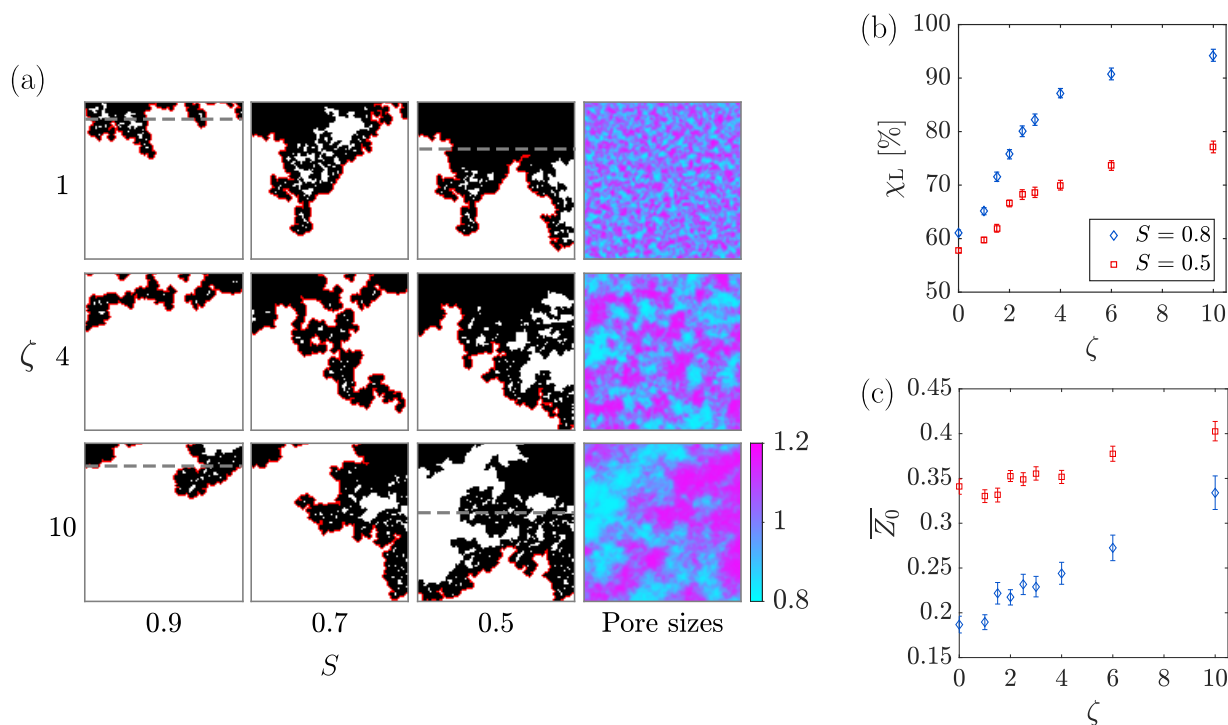 (a)
1
ζ 4
10
0.9 0.7 0.5 Pore sizes
S
1.2
1
0.8
(b)
100
90
80
70
60
50
χL [%]
S = 0.8
S = 0.5
0 2 4 6 8 10
ζ
(c)
0.45
0.4
0.35
0.3
0.25
0.2
0.15
Z̅0
0 2 4 6 8 10
ζ